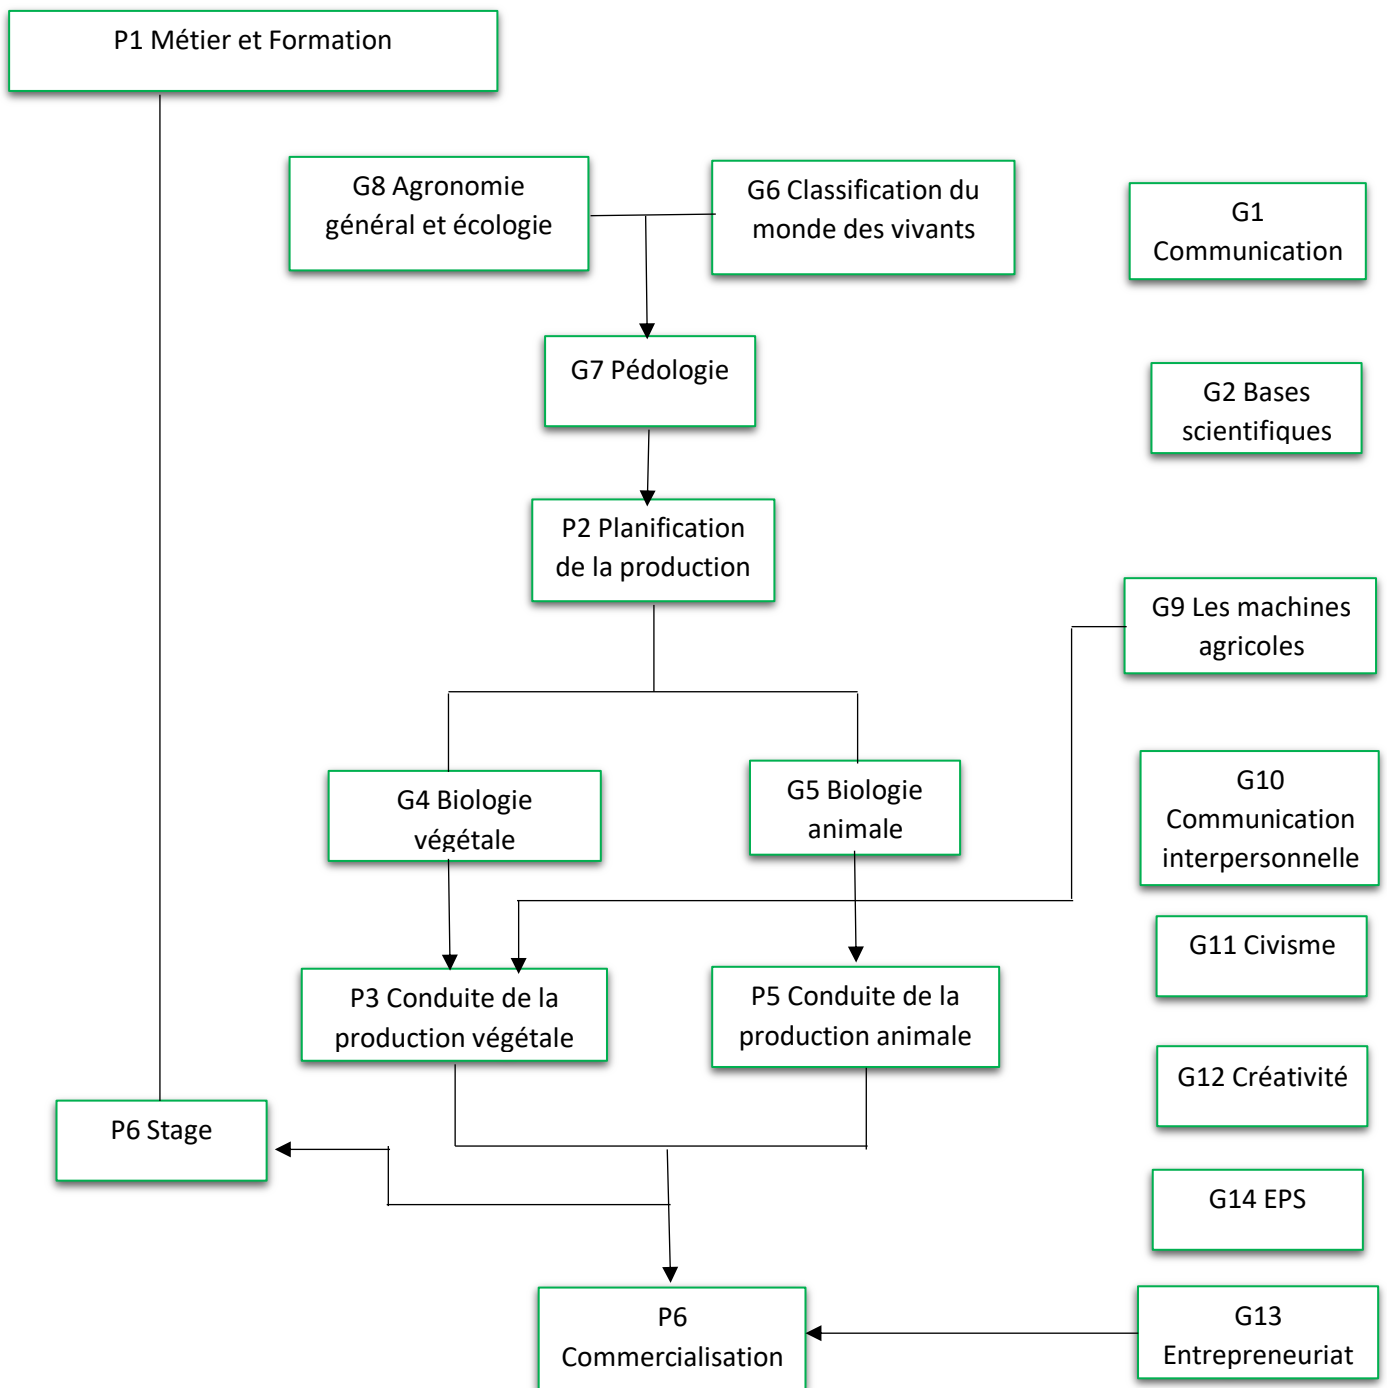 P1 Métier et Formation
G8 Agronomie
général et écologie
G6 Classification du
monde des vivants
G1
Communication
G7 Pédologie
G2 Bases
scientifiques
P2 Planification
de la production
G9 Les machines
agricoles
G4 Biologie
végétale
G5 Biologie
animale
G10
Communication
interpersonnelle
G11 Civisme
P3 Conduite de la
production végétale
P5 Conduite de la
production animale
G12 Créativité
P6 Stage
G14 EPS
P6
Commercialisation
G13
Entrepreneuriat